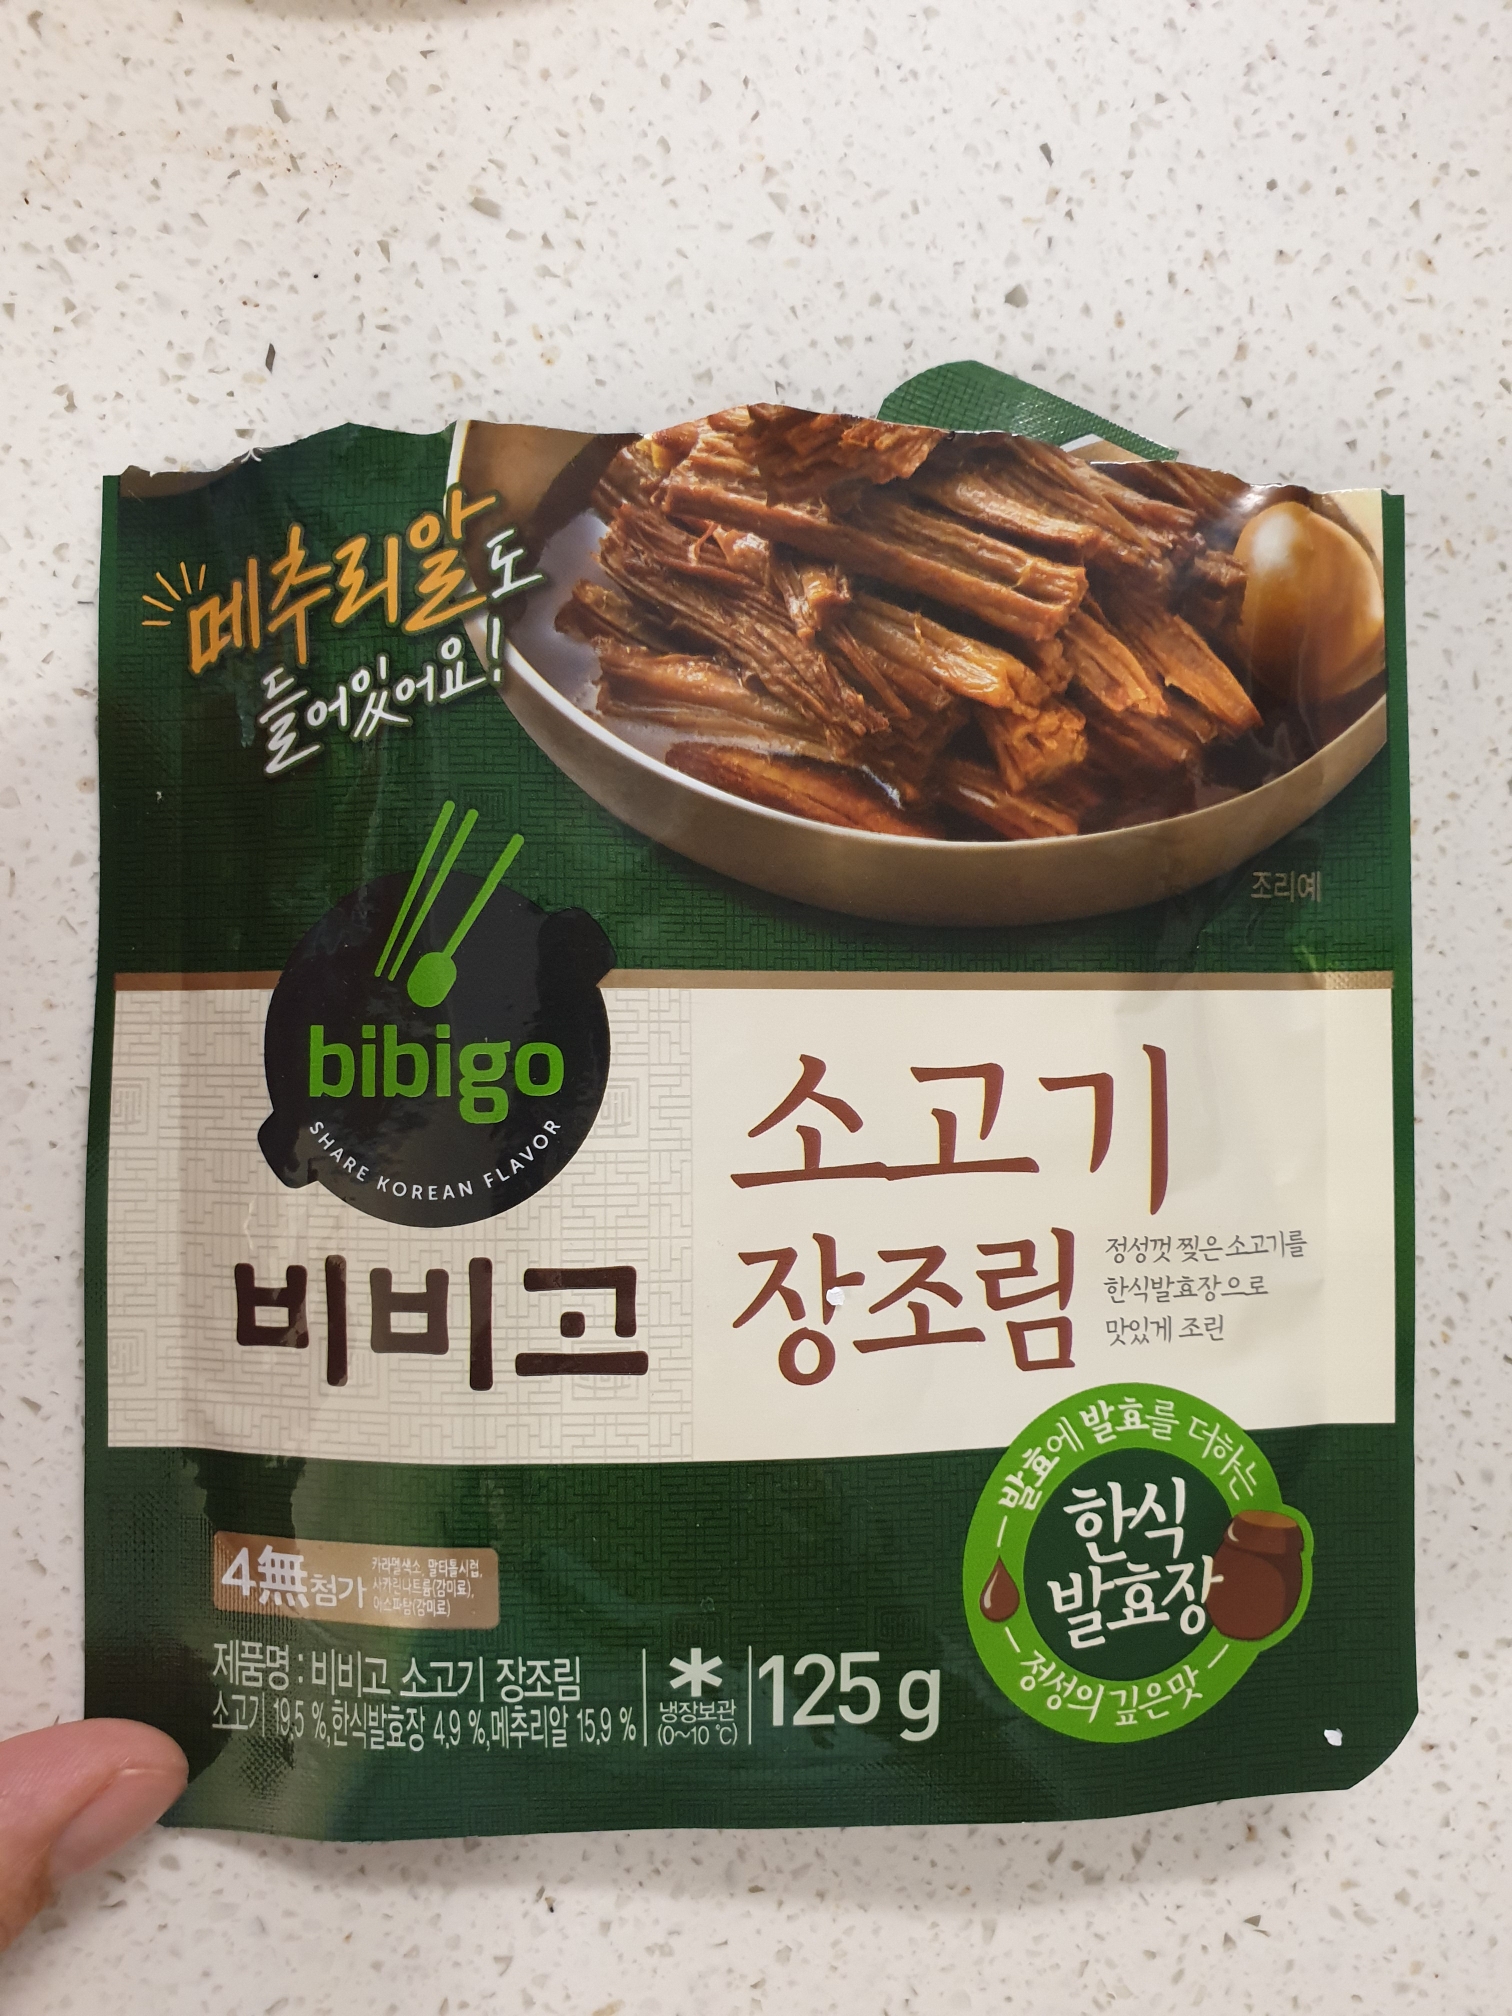 메추리알도
들어있어요!
조리예
bibigo
SHARE KOREAN FLAVOR
비비고
소고기
장조림
정성껏 찢은 소고기를
한식발효장으로
맛있게 조린
발효에 발효를 더하는
한식
발효장
정성의 깊은맛
4無첨가
카라멜색소, 말티톨시럽,
사카린나트륨(감미료),
아스파탐(감미료)
제품명 : 비비고 소고기 장조림
소고기 19.5 %, 한식발효장 4.9 %, 메추리알 15.9 %
냉장보관
(0~10 ℃)
125 g